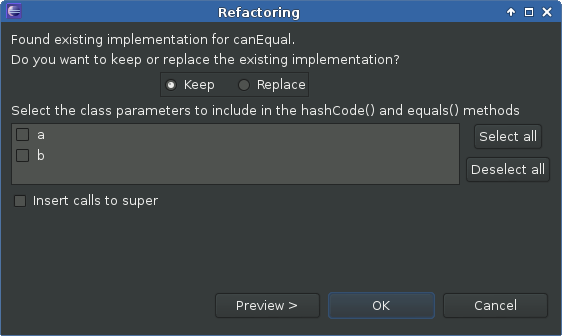 Refactoring
Found existing implementation for canEqual.
Do you want to keep or replace the existing implementation?
Keep Replace
Select the class parameters to include in the hashCode() and equals() methods
a
b
Select all
Deselect all
Insert calls to super
Preview >
OK
Cancel